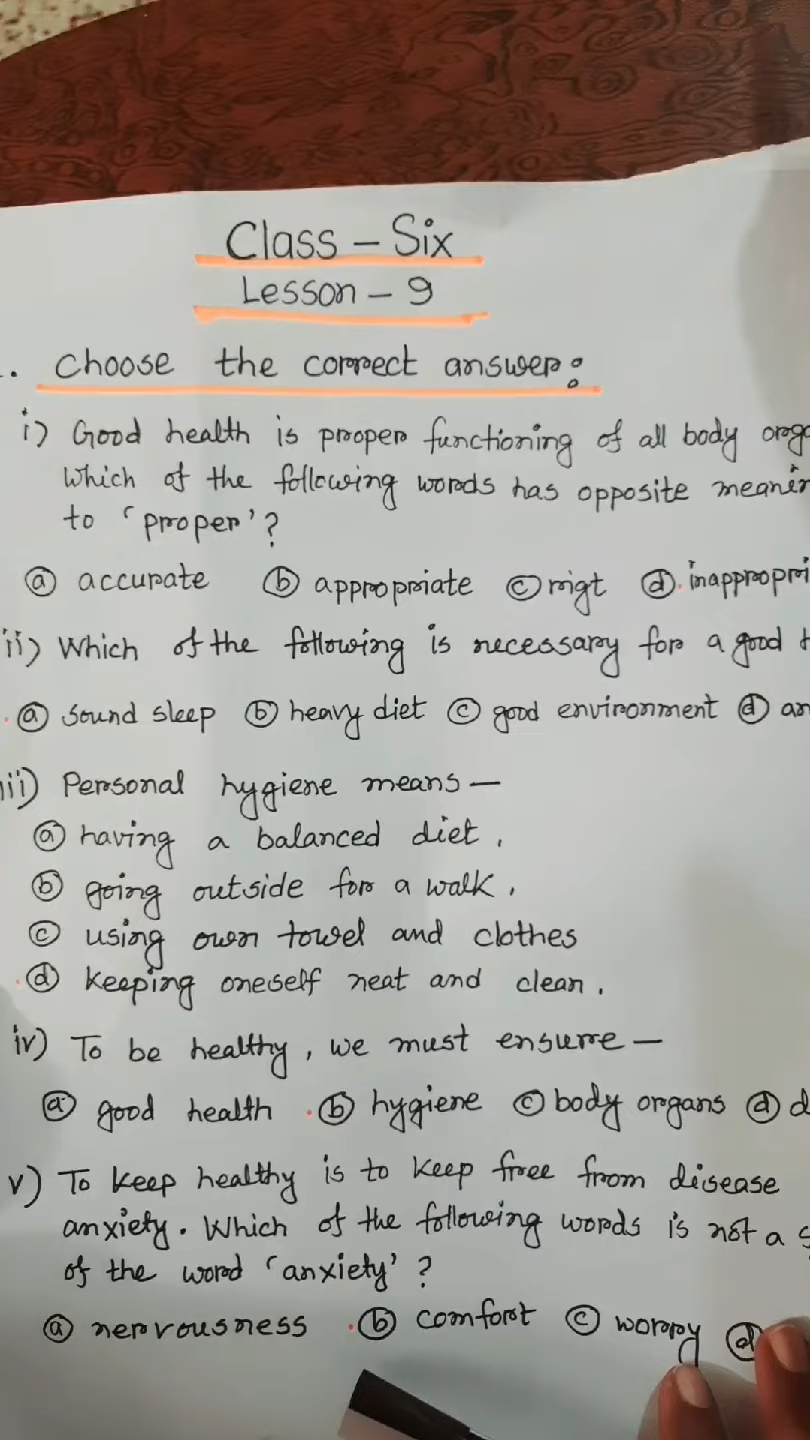 Class - Six
Lesson - 9
. Choose the correct answer:
i) Good health is proper functioning of all body
Which of the following words has opposite
to 'proper'?
ⓐ accurate ⓑ appropriate ⓒ rigt ⓓ
ii) Which of the following is necessary for a good
ⓐ sound sleep ⓑ heavy diet ⓒ good environment ⓓ
iii) Personal hygiene means —
ⓐ having a balanced diet.
ⓑ going outside for a walk.
ⓒ using own towel and clothes
ⓓ keeping oneself neat and clean.
iv) To be healthy, we must ensure —
ⓐ good health ⓑ hygiene ⓒ body organs ⓓ
v) To keep healthy is to keep free from disease
anxiety. Which of the following words is not a
of the word 'anxiety'?
ⓐ nervousness ⓑ comfort ⓒ worry ⓓ